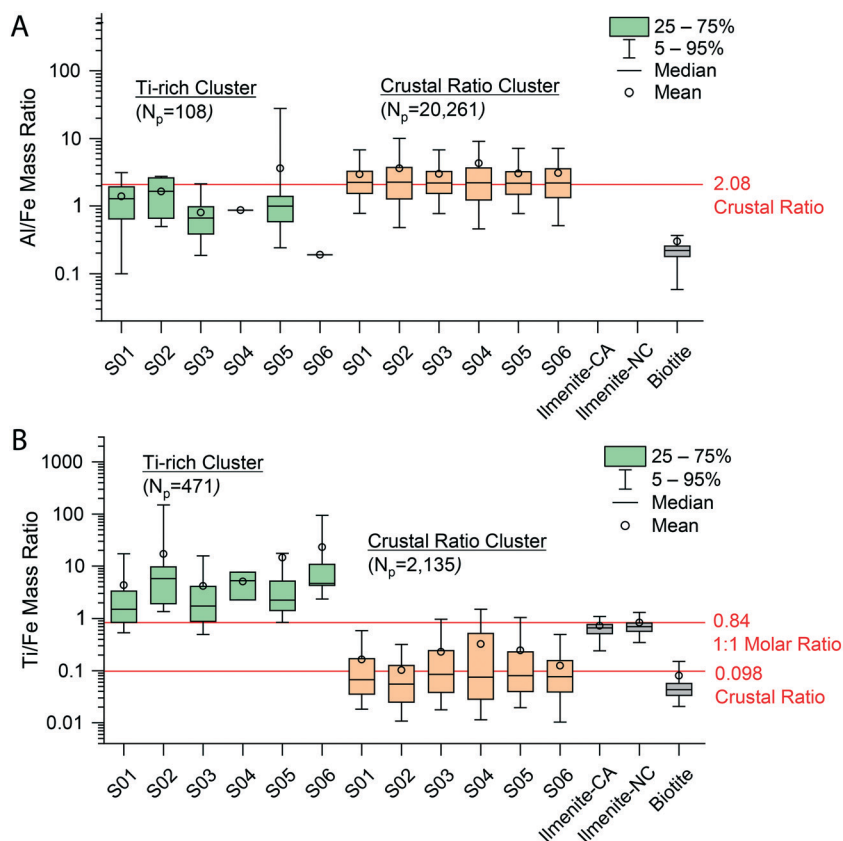 A
25 – 75%
5 – 95%
Median
Mean
Ti-rich Cluster
(Np=108)
Crustal Ratio Cluster
(Np=20,261)
Al/Fe Mass Ratio
100
10
1
0.1
2.08
Crustal Ratio
S01 S02 S03 S04 S05 S06 S01 S02 S03 S04 S05 S06 Ilmenite-CA Ilmenite-NC Biotite
B
Ti-rich Cluster
(Np=471)
25 – 75%
5 – 95%
Median
Mean
Crustal Ratio Cluster
(Np=2,135)
Ti/Fe Mass Ratio
1000
100
10
1
0.1
0.01
0.84
1:1 Molar Ratio
0.098
Crustal Ratio
S01 S02 S03 S04 S05 S06 S01 S02 S03 S04 S05 S06 Ilmenite-CA Ilmenite-NC Biotite